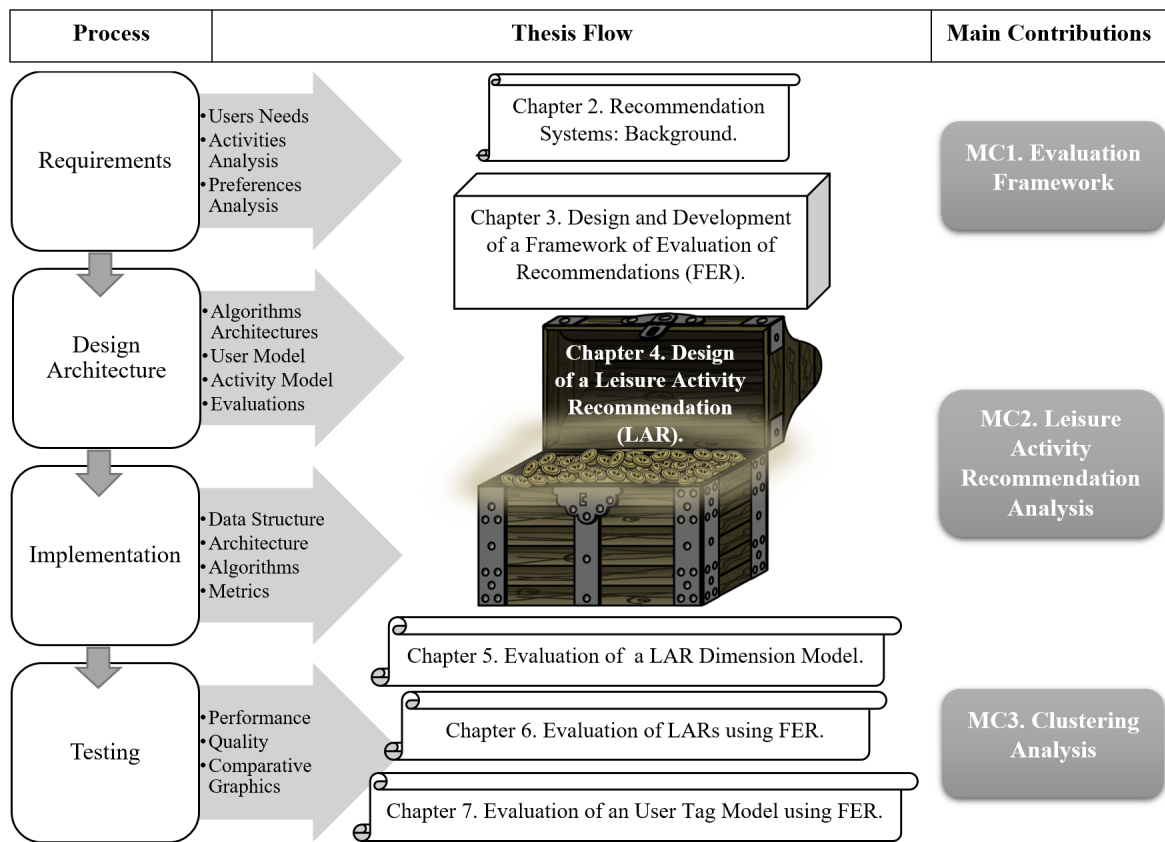 Process
Thesis Flow
Main Contributions
Requirements
•Users Needs
•Activities
Analysis
•Preferences
Analysis
Chapter 2. Recommendation
Systems: Background.
MC1. Evaluation
Framework
Chapter 3. Design and Development
of a Framework of Evaluation of
Recommendations (FER).
Design
Architecture
•Algorithms
Architectures
•User Model
•Activity Model
•Evaluations
Chapter 4. Design
of a Leisure Activity
Recommendation
(LAR).
MC2. Leisure
Activity
Recommendation
Analysis
Implementation
•Data Structure
•Architecture
•Algorithms
•Metrics
Testing
•Performance
•Quality
•Comparative
Graphics
Chapter 5. Evaluation of a LAR Dimension Model.
Chapter 6. Evaluation of LARs using FER.
Chapter 7. Evaluation of an User Tag Model using FER.
MC3. Clustering
Analysis